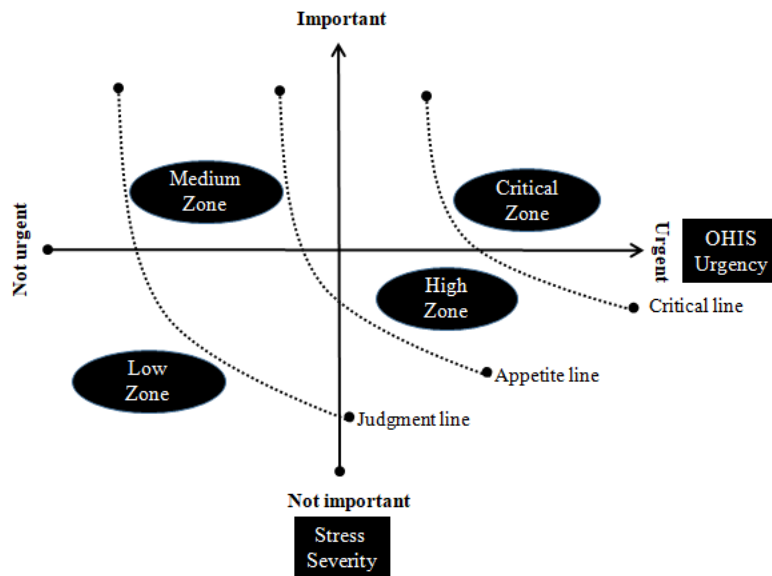 Important
Medium
Zone
Critical
Zone
Not urgent
Urgent
OHIS
Urgency
High
Zone
Critical line
Low
Zone
Appetite line
Judgment line
Not important
Stress
Severity